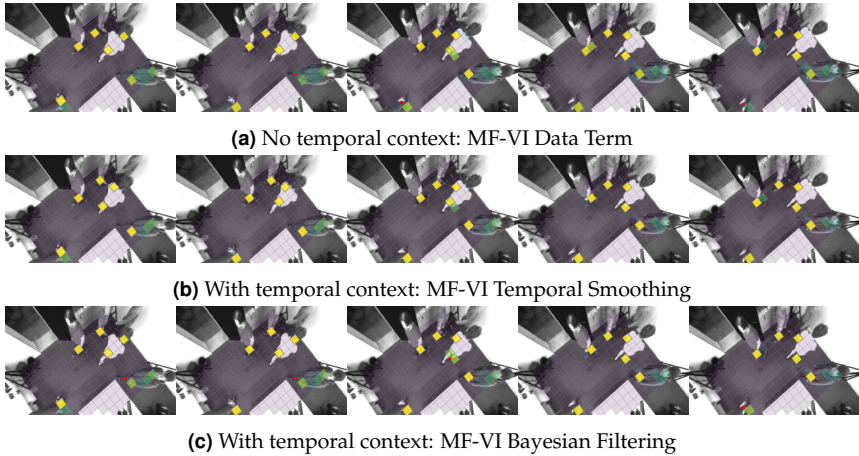 (a) No temporal context: MF-VI Data Term
(b) With temporal context: MF-VI Temporal Smoothing
(c) With temporal context: MF-VI Bayesian Filtering